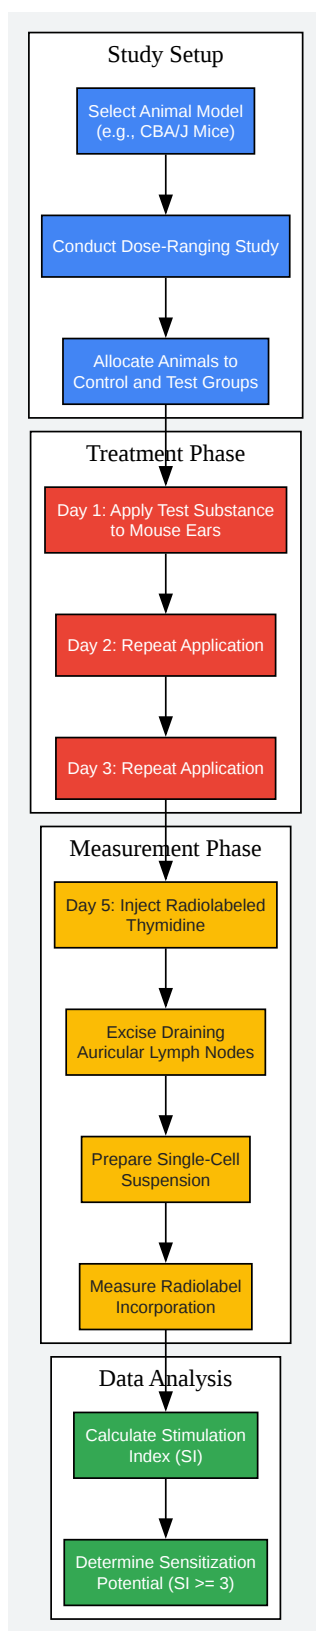 Study Setup
Select Animal Model
(e.g., CBA/J Mice)
Conduct Dose-Ranging Study
Allocate Animals to
Control and Test Groups
Treatment Phase
Day 1: Apply Test Substance
to Mouse Ears
Day 2: Repeat Application
Day 3: Repeat Application
Measurement Phase
Day 5: Inject Radiolabeled
Thymidine
Excise Draining
Auricular Lymph Nodes
Prepare Single-Cell
Suspension
Measure Radiolabel
Incorporation
Data Analysis
Calculate Stimulation
Index (SI)
Determine Sensitization
Potential (SI >= 3)